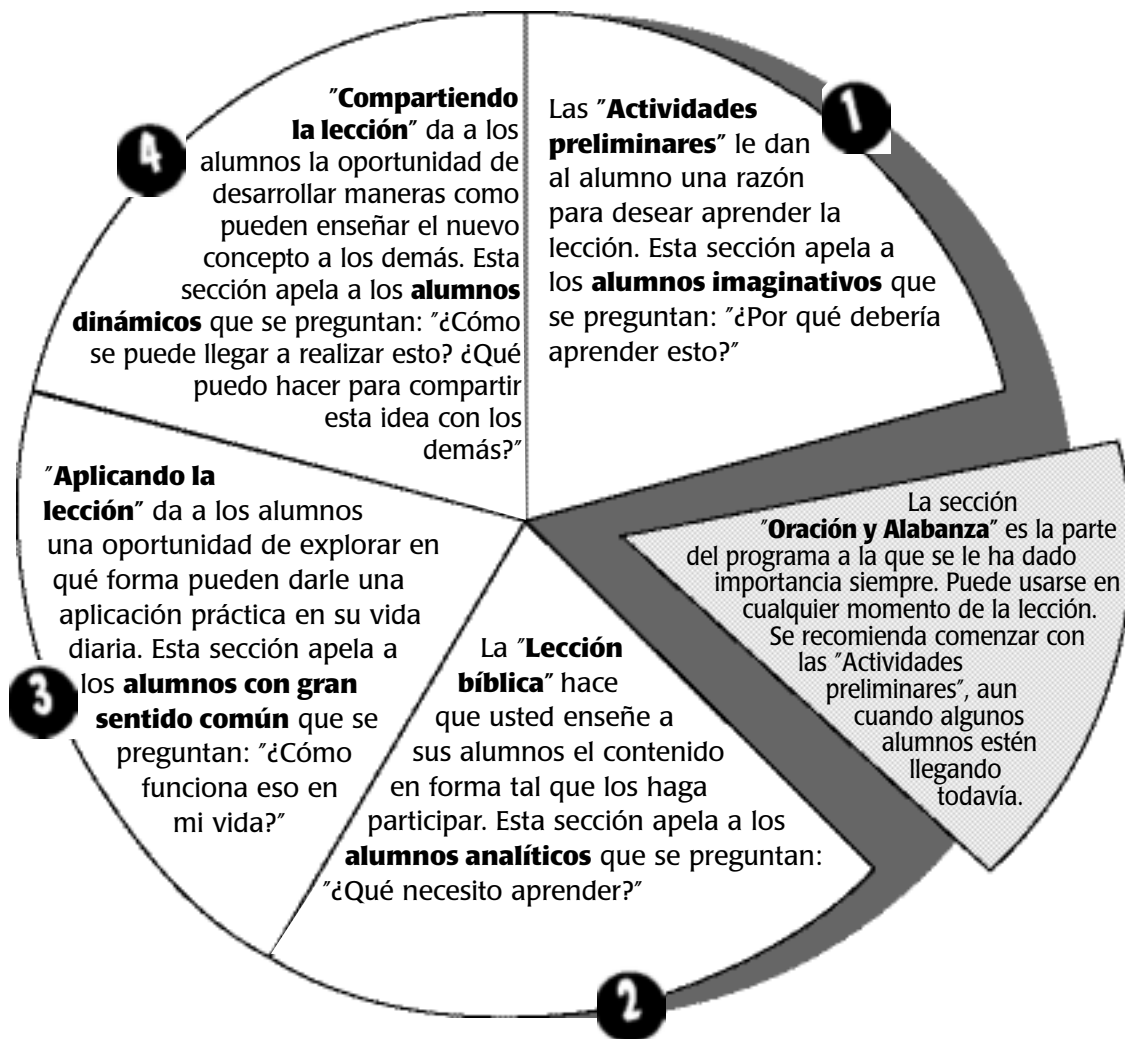 1
Las "Actividades
preliminares" le dan
al alumno una razón
para desear aprender la
lección. Esta sección apela a
los alumnos imaginativos que
se preguntan: "¿Por qué debería
aprender esto?"
La sección
"Oración y Alabanza" es la parte
del programa a la que se le ha dado
importancia siempre. Puede usarse en
cualquier momento de la lección.
Se recomienda comenzar con
las "Actividades
preliminares", aun
cuando algunos
alumnos estén
llegando
todavía.
2
La "Lección
bíblica" hace
que usted enseñe a
sus alumnos el contenido
en forma tal que los haga
participar. Esta sección apela a los
alumnos analíticos que se preguntan:
"¿Qué necesito aprender?"
3
"Aplicando la
lección" da a los alumnos
una oportunidad de explorar en
qué forma pueden darle una
aplicación práctica en su vida
diaria. Esta sección apela a
los alumnos con gran
sentido común que se
preguntan: "¿Cómo
funciona eso en
mi vida?"
4
"Compartiendo
la lección" da a los
alumnos la oportunidad de
desarrollar maneras como
pueden enseñar el nuevo
concepto a los demás. Esta
sección apela a los alumnos
dinámicos que se preguntan: "¿Cómo
se puede llegar a realizar esto? ¿Qué
puedo hacer para compartir
esta idea con los
demás?"